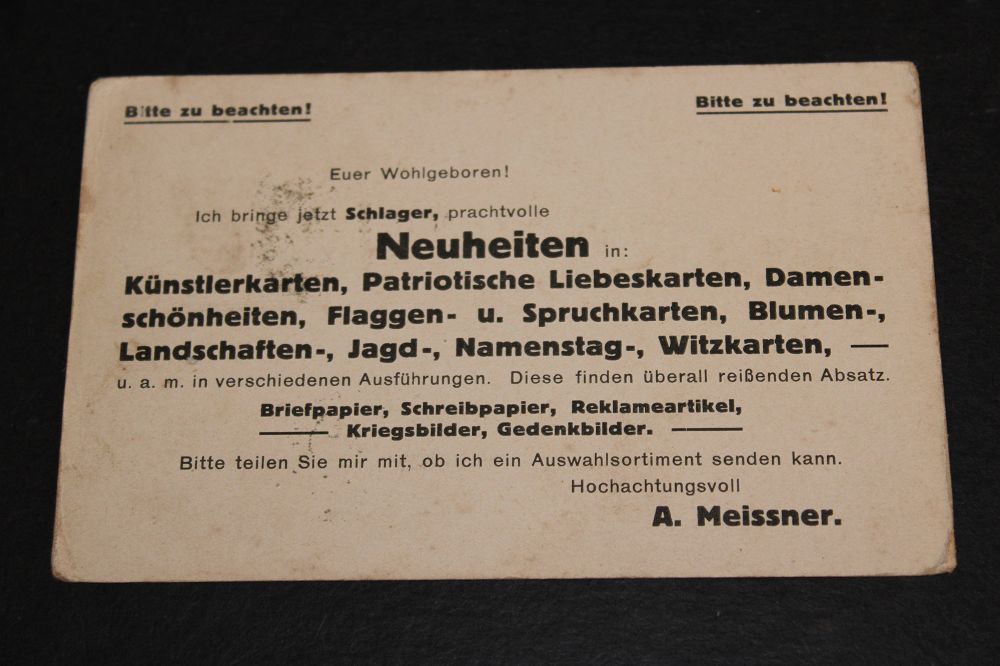 Bitte zu beachten! Bitte zu beachten!
Euer Wohlgeboren!
Ich bringe jetzt Schlager, prachtvolle
Neuheiten in:
Künstlerkarten, Patriotische Liebeskarten, Damen-
schönheiten, Flaggen- u. Spruchkarten, Blumen-,
Landschaften-, Jagd-, Namenstag-, Witzkarten, —
u. a. m. in verschiedenen Ausführungen. Diese finden überall reißenden Absatz.
Briefpapier, Schreibpapier, Reklameartikel,
— Kriegsbilder, Gedenkbilder. —
Bitte teilen Sie mir mit, ob ich ein Auswahlsortiment senden kann.
Hochachtungsvoll
A. Meissner.